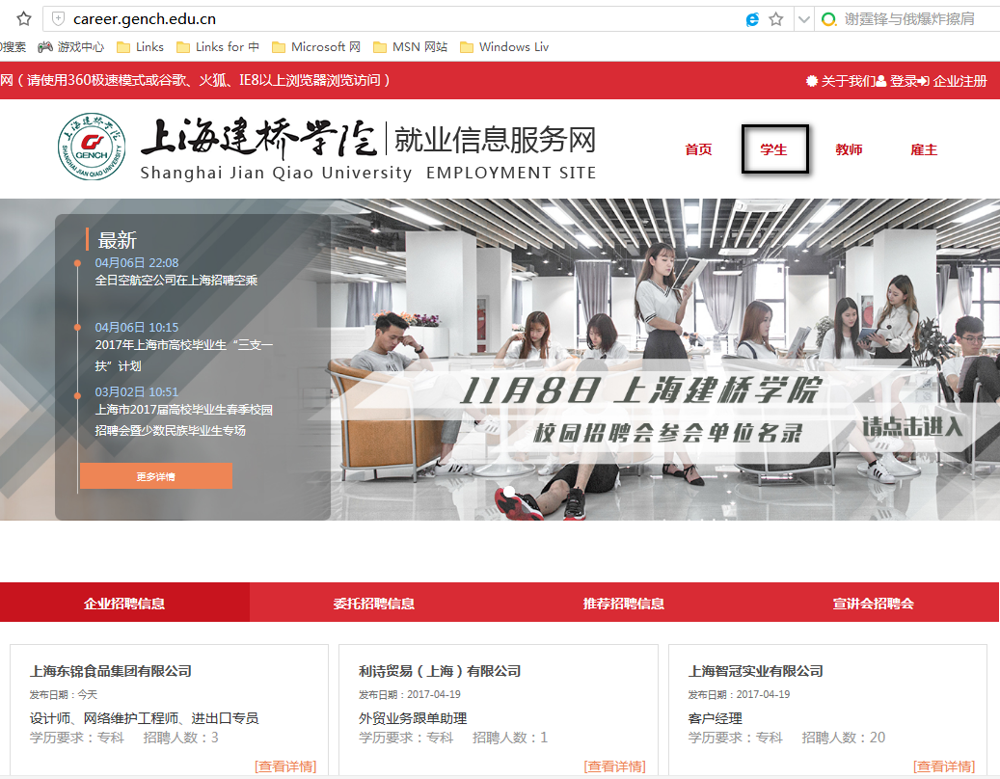 career.gench.edu.cn
谢霆锋与俄爆炸擦肩
搜索 游戏中心 Links Links for 中 Microsoft 网 MSN 网站 Windows Liv
网（请使用360极速模式或谷歌、火狐、IE8以上浏览器浏览访问）
关于我们 登录 企业注册
上海建桥学院 就业信息服务网
Shanghai Jian Qiao University EMPLOYMENT SITE
上海建桥学院
GENCH
SHANGHAI JIAN QIAO UNIVERSITY
首页 学生 教师 雇主
最新
04月06日 22:08
全日空航空公司在上海招聘空乘
04月06日 10:15
2017年上海市高校毕业生“三支一
扶”计划
03月02日 10:51
上海市2017届高校毕业生春季校园
招聘会暨少数民族毕业生专场
更多详情
11月8日 上海建桥学院
校园招聘会参会单位名录
请点击进入
企业招聘信息 委托招聘信息 推荐招聘信息 宣讲会招聘会
上海东锦食品集团有限公司
发布日期：今天
设计师、网络维护工程师、进出口专员
学历要求：专科 招聘人数：3
[查看详情]
利诗贸易（上海）有限公司
发布日期：2017-04-19
外贸业务跟单助理
学历要求：专科 招聘人数：1
[查看详情]
上海智冠实业有限公司
发布日期：2017-04-19
客户经理
学历要求：专科 招聘人数：20
[查看详情]